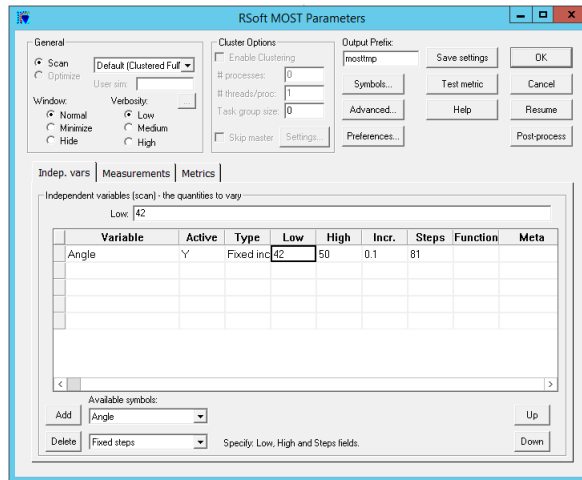 RSoft MOST Parameters
General
Scan
Default (Clustered Full
Optimize
User sim:
Window:
Verbosity:
...
Normal
Low
Minimize
Medium
Hide
High
Cluster Options
Enable Clustering
# processes: 0
# threads/proc: 1
Task group size: 0
Skip master
Settings...
Output Prefix:
mosttmp
Save settings
OK
Symbols...
Test metric
Cancel
Advanced...
Help
Resume
Preferences...
Post-process
Indep. vars Measurements Metrics
Independent variables (scan) - the quantities to vary
Low: 42
Variable Active Type Low High Incr. Steps Function Meta
Angle Y Fixed inc 42 50 0.1 81
Available symbols:
Add Angle Up
Delete Fixed steps Specify: Low, High and Steps fields. Down